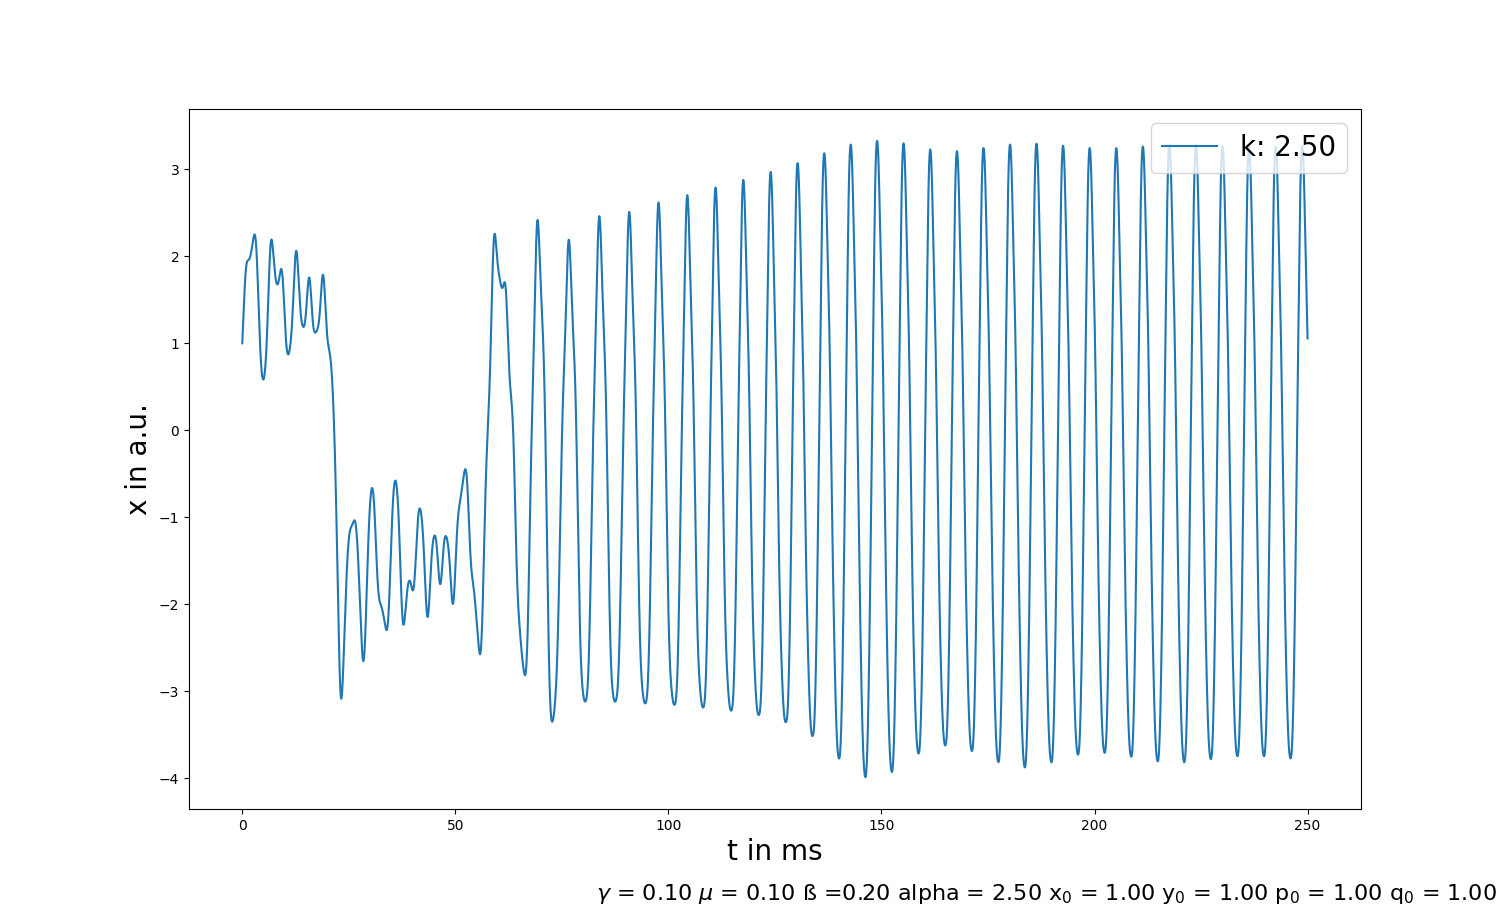 k: 2.50
3
2
1
0
−1
−2
−3
−4
x in a.u.
0 50 100 150 200 250
t in ms
γ = 0.10 μ = 0.10 ß =0.20 alpha = 2.50 x₀ = 1.00 y₀ = 1.00 p₀ = 1.00 q₀ = 1.00